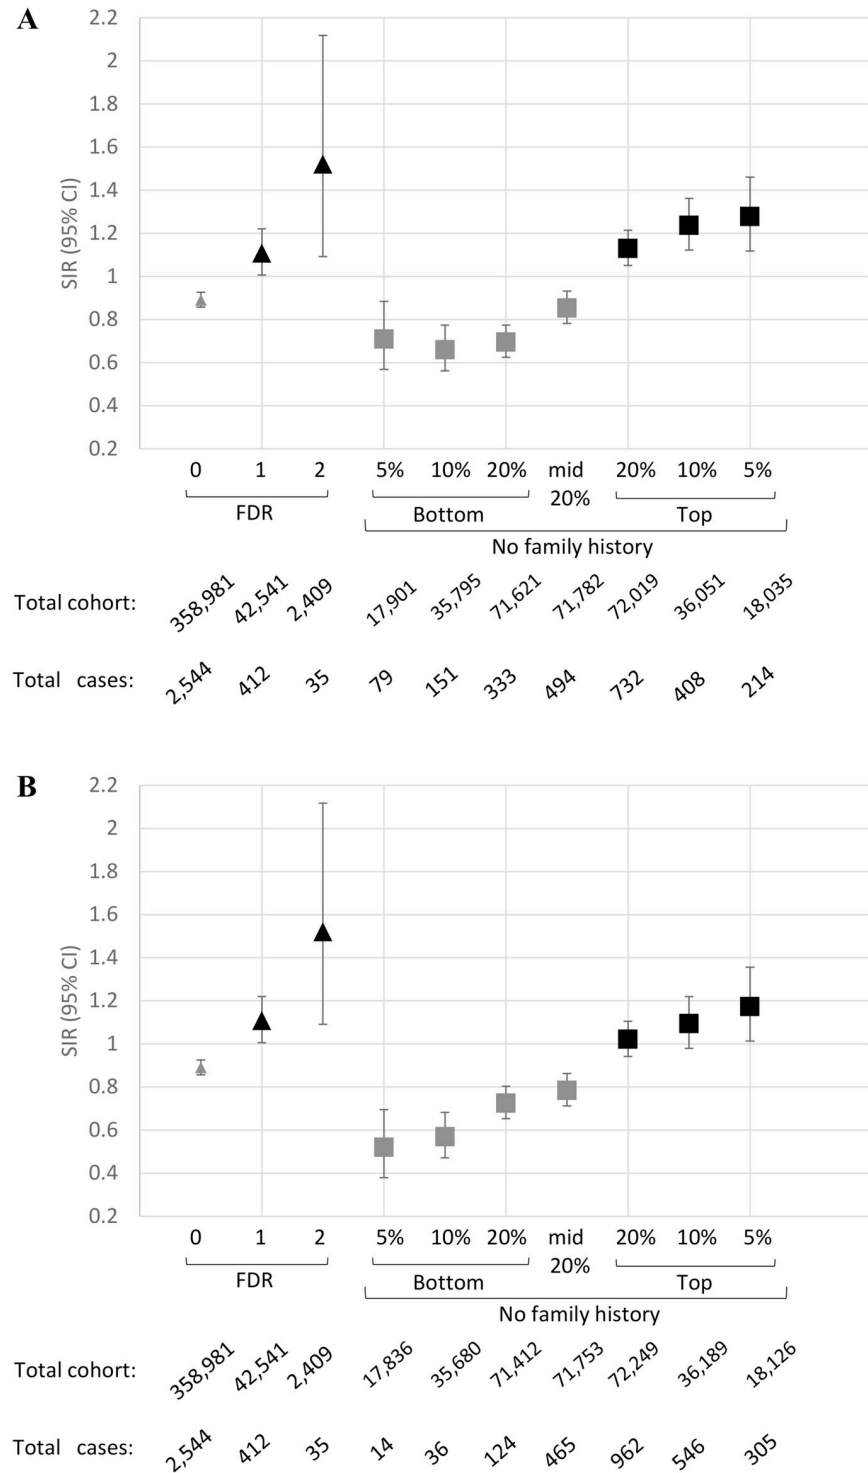 A
2.2
2
1.8
1.6
1.4
1.2
1
0.8
0.6
0.4
0.2
SIR (95% CI)
0 1 2 5% 10% 20% mid 20% 20% 10% 5%
FDR Bottom Top
No family history
Total cohort: 358,981 42,541 2,409 17,901 35,795 71,621 71,782 72,019 36,051 18,035
Total cases: 2,544 412 35 79 151 333 494 732 408 214
B
2.2
2
1.8
1.6
1.4
1.2
1
0.8
0.6
0.4
0.2
SIR (95% CI)
0 1 2 5% 10% 20% mid 20% 20% 10% 5%
FDR Bottom Top
No family history
Total cohort: 358,981 42,541 2,409 17,836 35,680 71,412 71,753 72,249 36,189 18,126
Total cases: 2,544 412 35 14 36 124 465 962 546 305